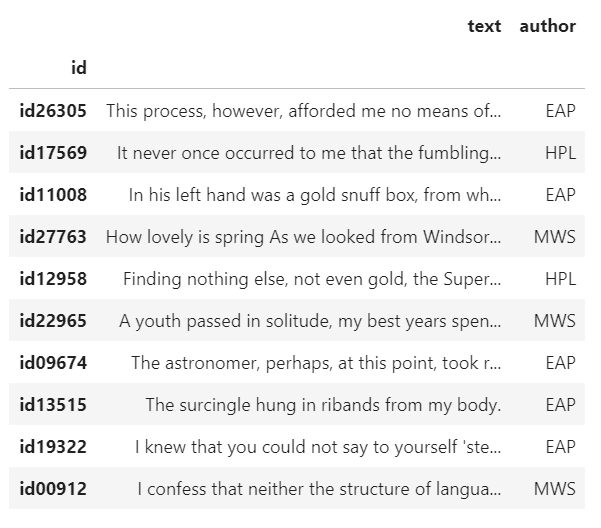 text author
id
id26305 This process, however, afforded me no means of... EAP
id17569 It never once occurred to me that the fumbling... HPL
id11008 In his left hand was a gold snuff box, from wh... EAP
id27763 How lovely is spring As we looked from Windsor... MWS
id12958 Finding nothing else, not even gold, the Super... HPL
id22965 A youth passed in solitude, my best years spen... MWS
id09674 The astronomer, perhaps, at this point, took r... EAP
id13515 The surcingle hung in ribands from my body. EAP
id19322 I knew that you could not say to yourself 'ste... EAP
id00912 I confess that neither the structure of langua... MWS